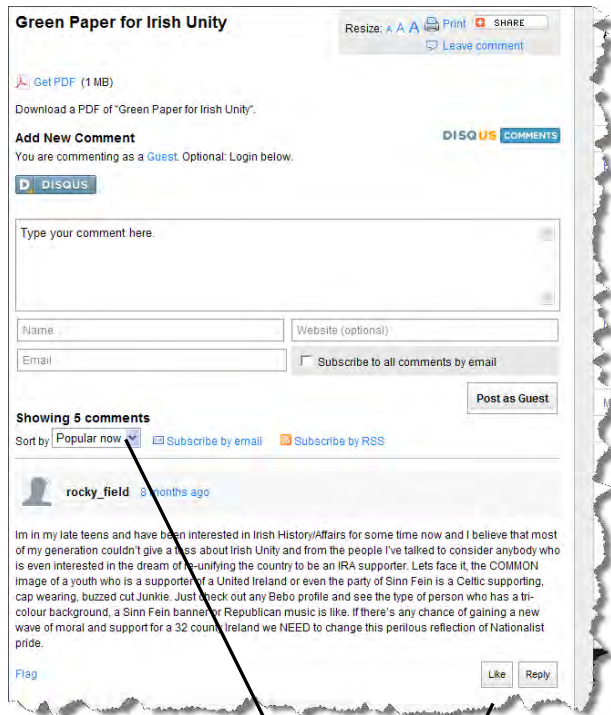 Green Paper for Irish Unity
Resize: A A A Print SHARE
Leave comment
Get PDF (1 MB)
Download a PDF of "Green Paper for Irish Unity".
Add New Comment
DISQUS COMMENTS
You are commenting as a Guest. Optional: Login below.
D DISQUS
Type your comment here.
Name
Website (optional)
Email
Subscribe to all comments by email
Post as Guest
Showing 5 comments
Sort by Popular now Subscribe by email Subscribe by RSS
rocky_field 8 months ago
Im in my late teens and have been interested in Irish History/Affairs for some time now and I believe that most
of my generation couldn't give a toss about Irish Unity and from the people I've talked to consider anybody who
is even interested in the dream of re-unifying the country to be an IRA supporter. Lets face it, the COMMON
image of a youth who is a supporter of a United Ireland or even the party of Sinn Fein is a Celtic supporting,
cap wearing, buzzed cut Junkie. Just check out any Bebo profile and see the type of person who has a tri-
colour background, a Sinn Fein banner or Republican music is like. If there's any chance of gaining a new
wave of moral and support for a 32 county Ireland we NEED to change this perilous reflection of Nationalist
pride.
Flag
Like Reply